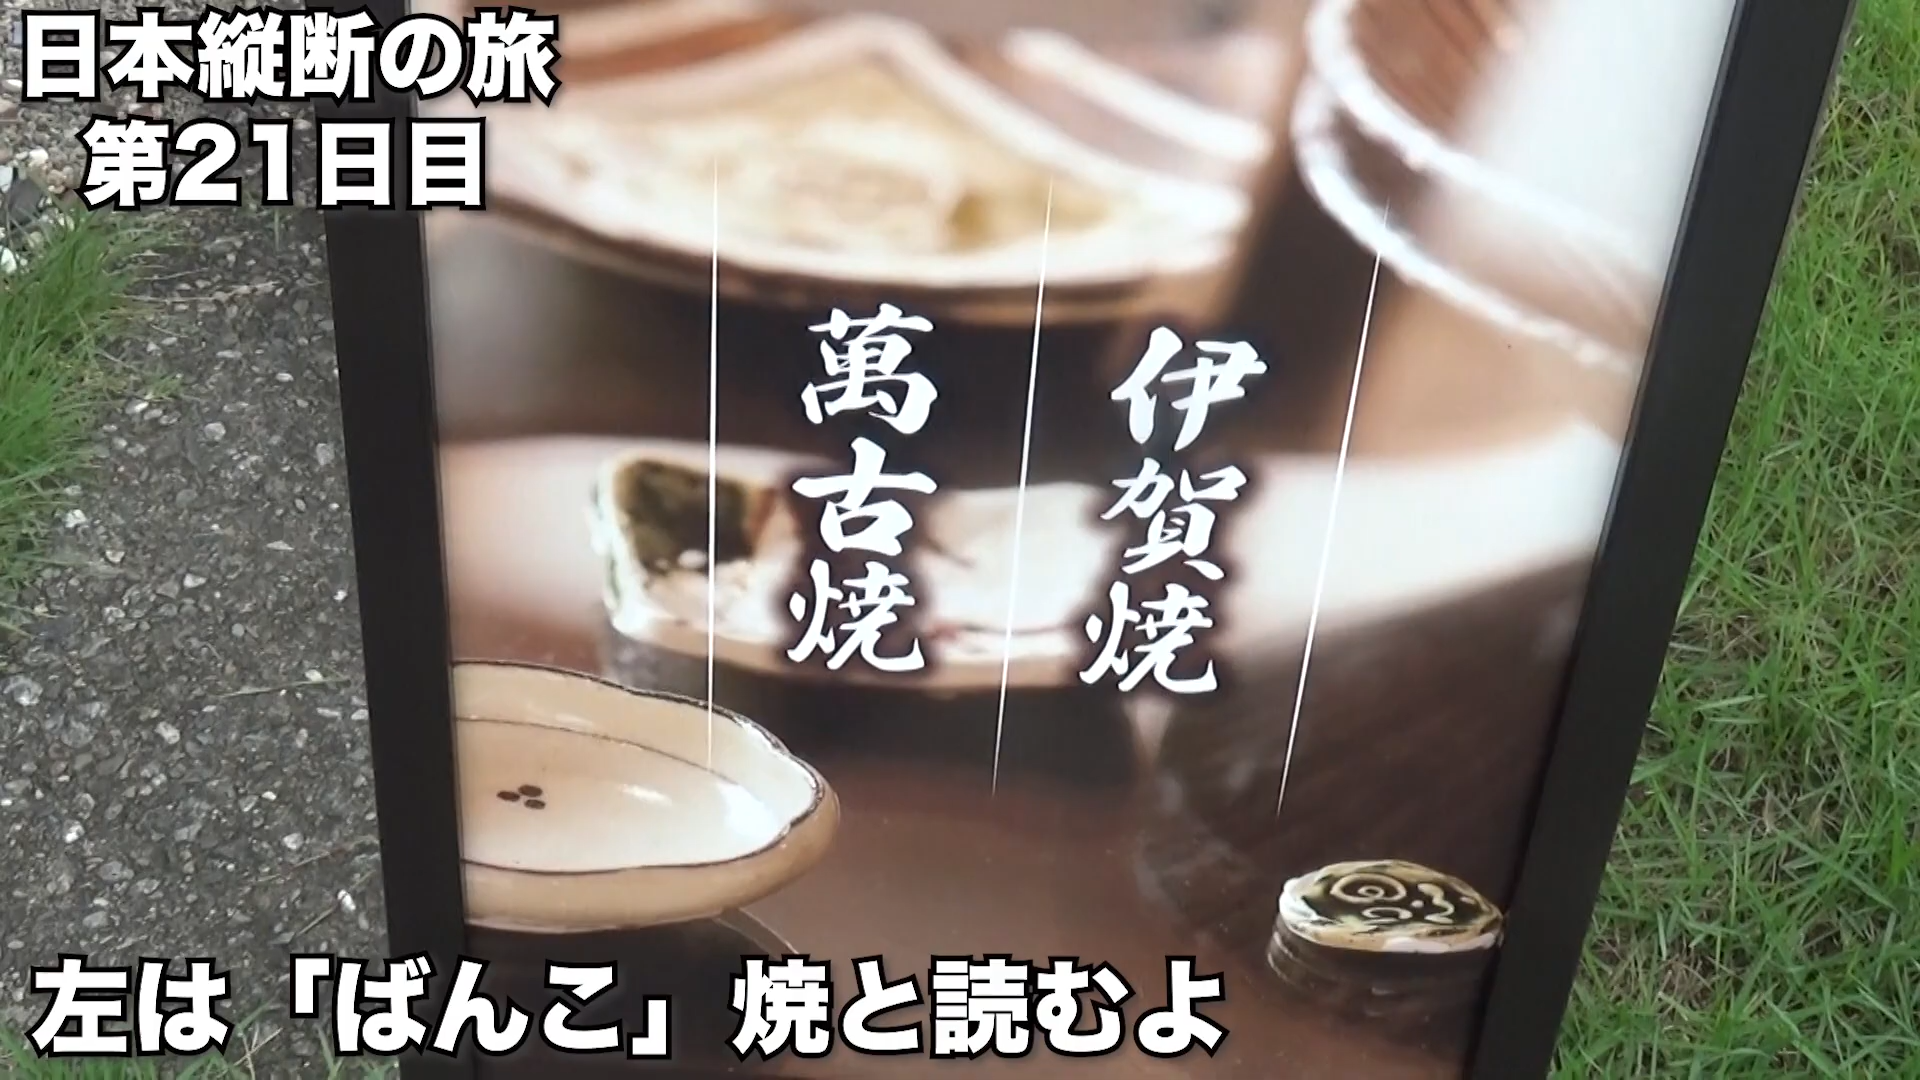 日本縦断の旅
第21日目
伊賀焼
萬古焼
左は「ばんこ」焼と読むよ